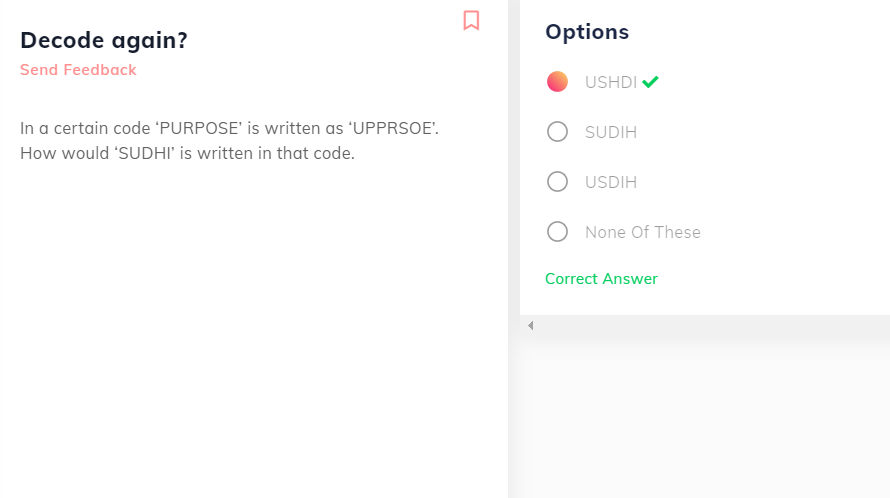 Decode again?
Send Feedback
In a certain code ‘PURPOSE’ is written as ‘UPPRSOE’.
How would ‘SUDHI’ is written in that code.
Options
USHDI
SUDIH
USDIH
None Of These
Correct Answer